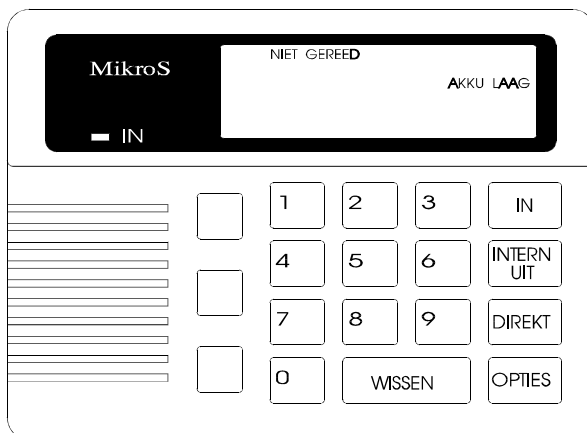 NIET GEREED
MikroS
AKKU LAAG
IN
1 2 3 IN
4 5 6 INTERN UIT
7 8 9 DIREKT
0 WISSEN OPTIES